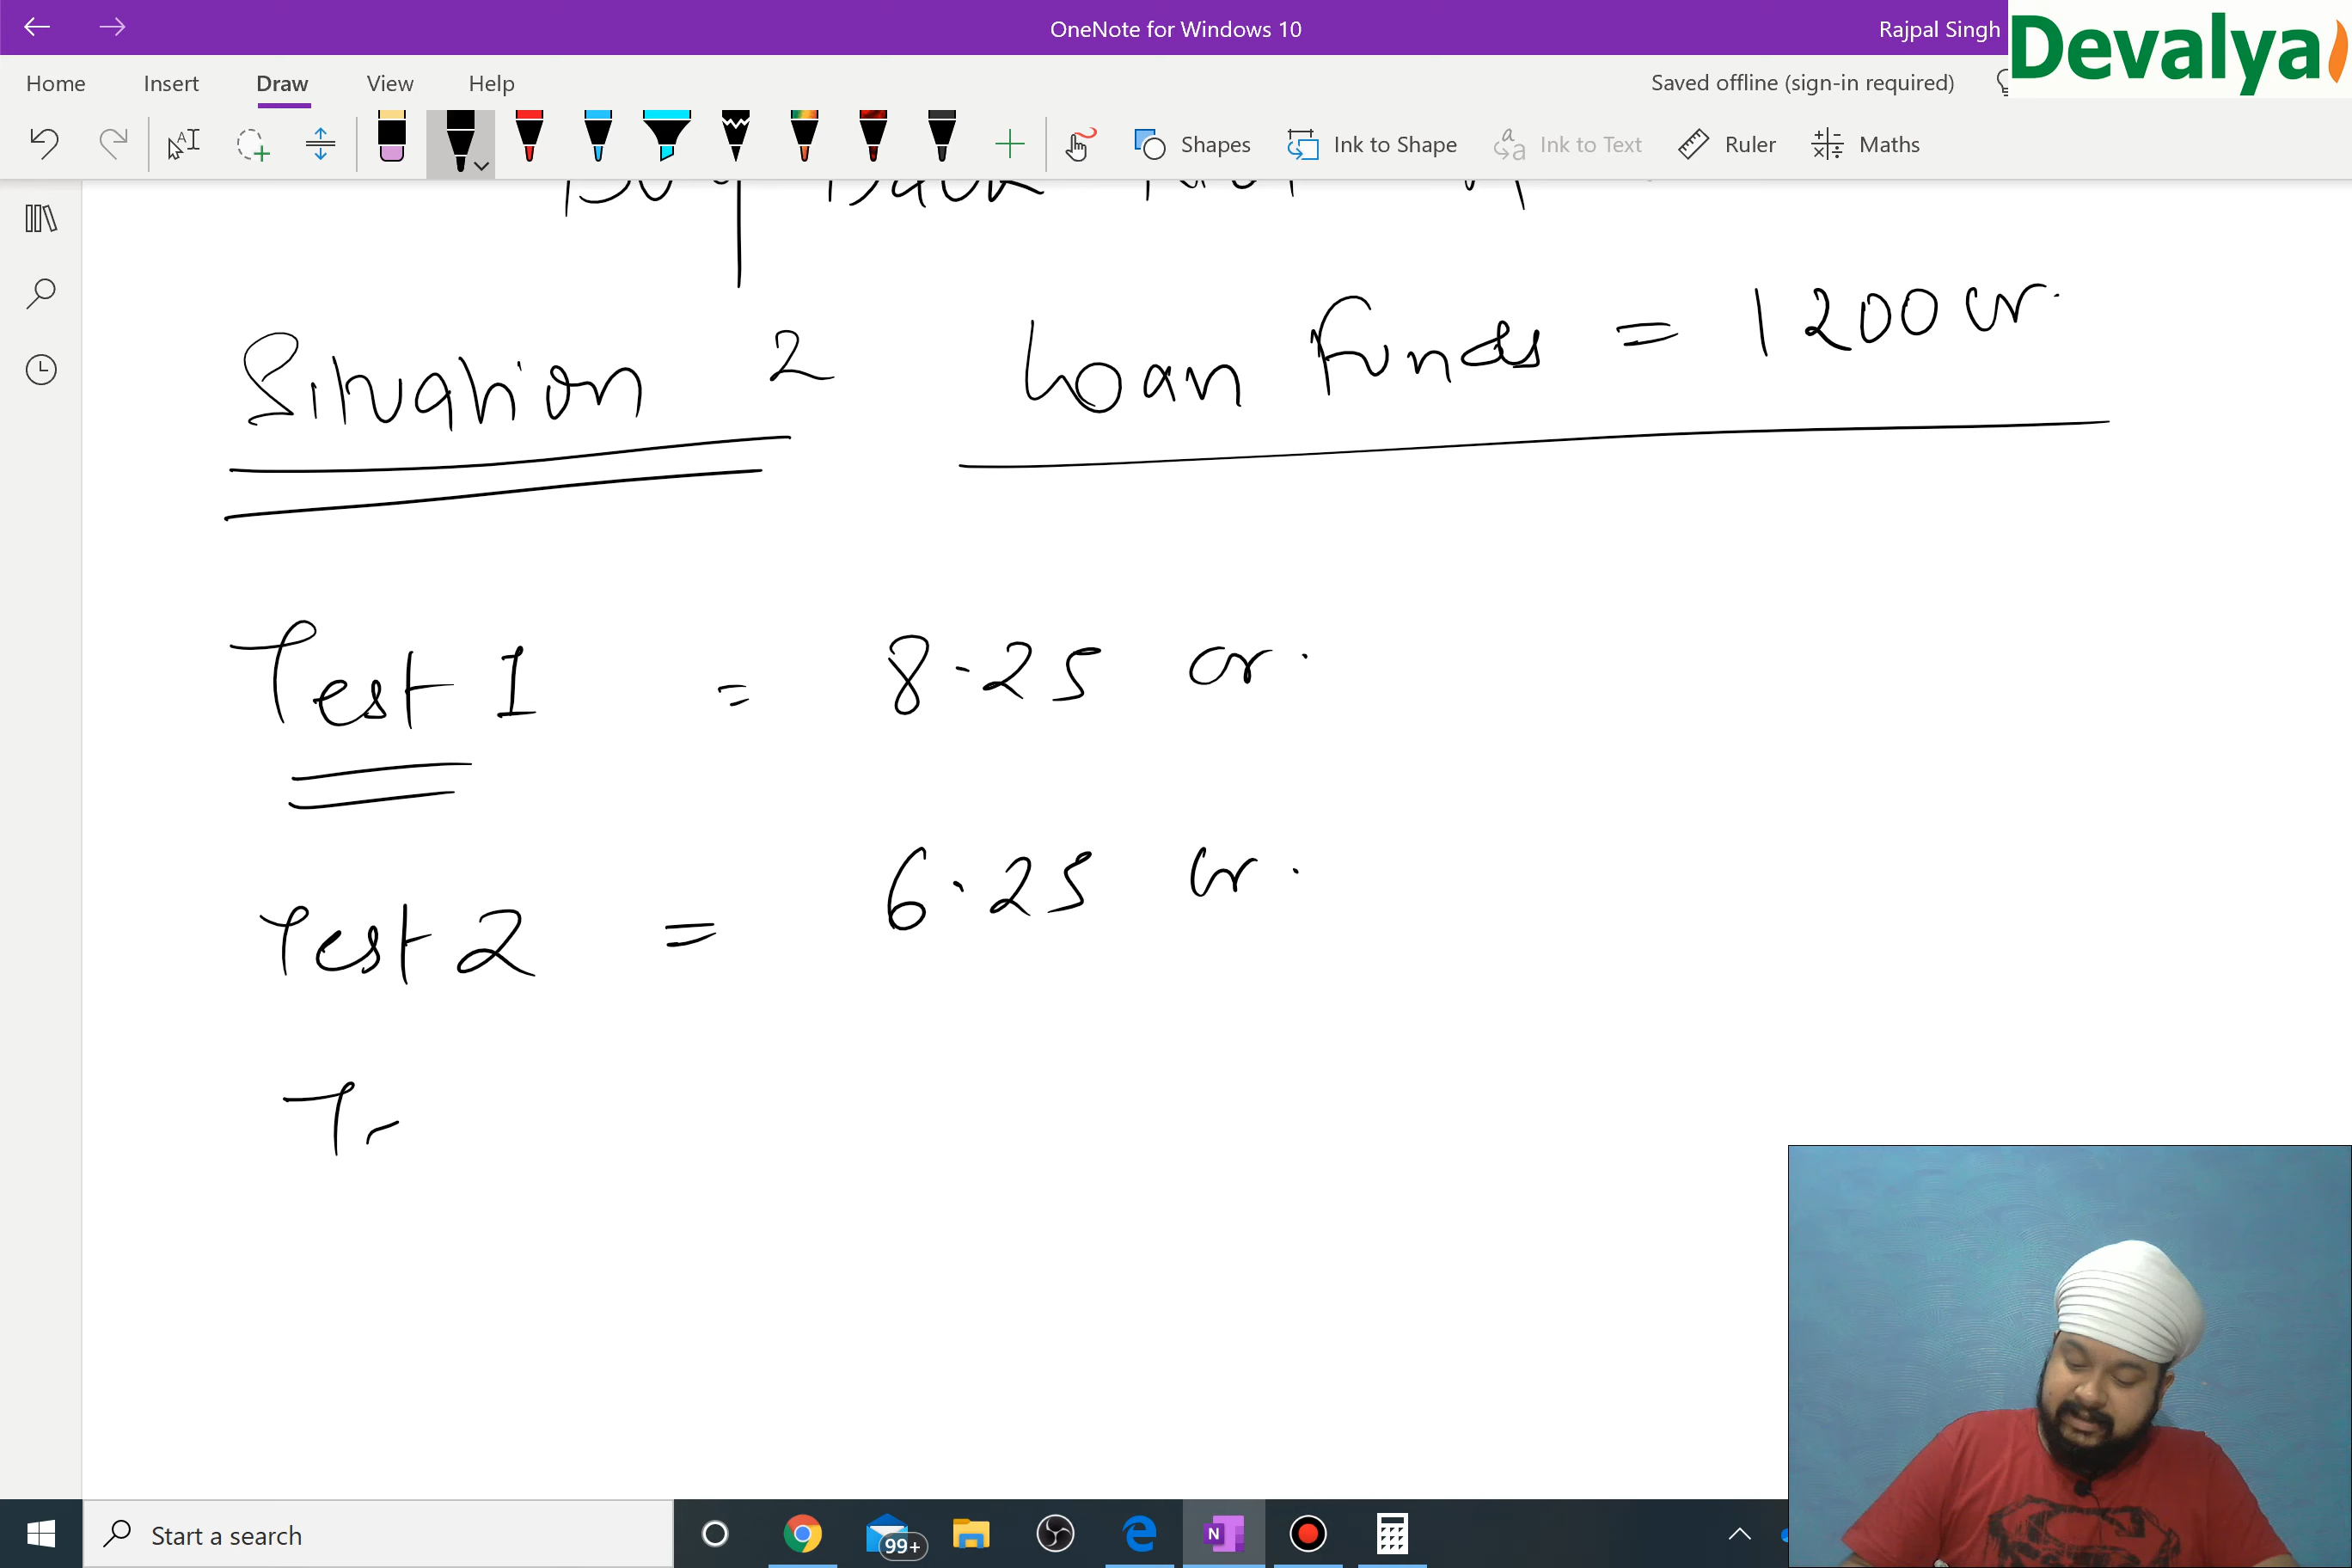 OneNote for Windows 10
Rajpal Singh
Devalya
Home Insert Draw View Help
Saved offline (sign-in required)
Shapes Ink to Shape Ink to Text Ruler Maths
Situation 2 Loan Funds = 1200 cr.
Test 1 = 8.25 cr.
Test 2 = 6.25 cr.
Start a search
99+